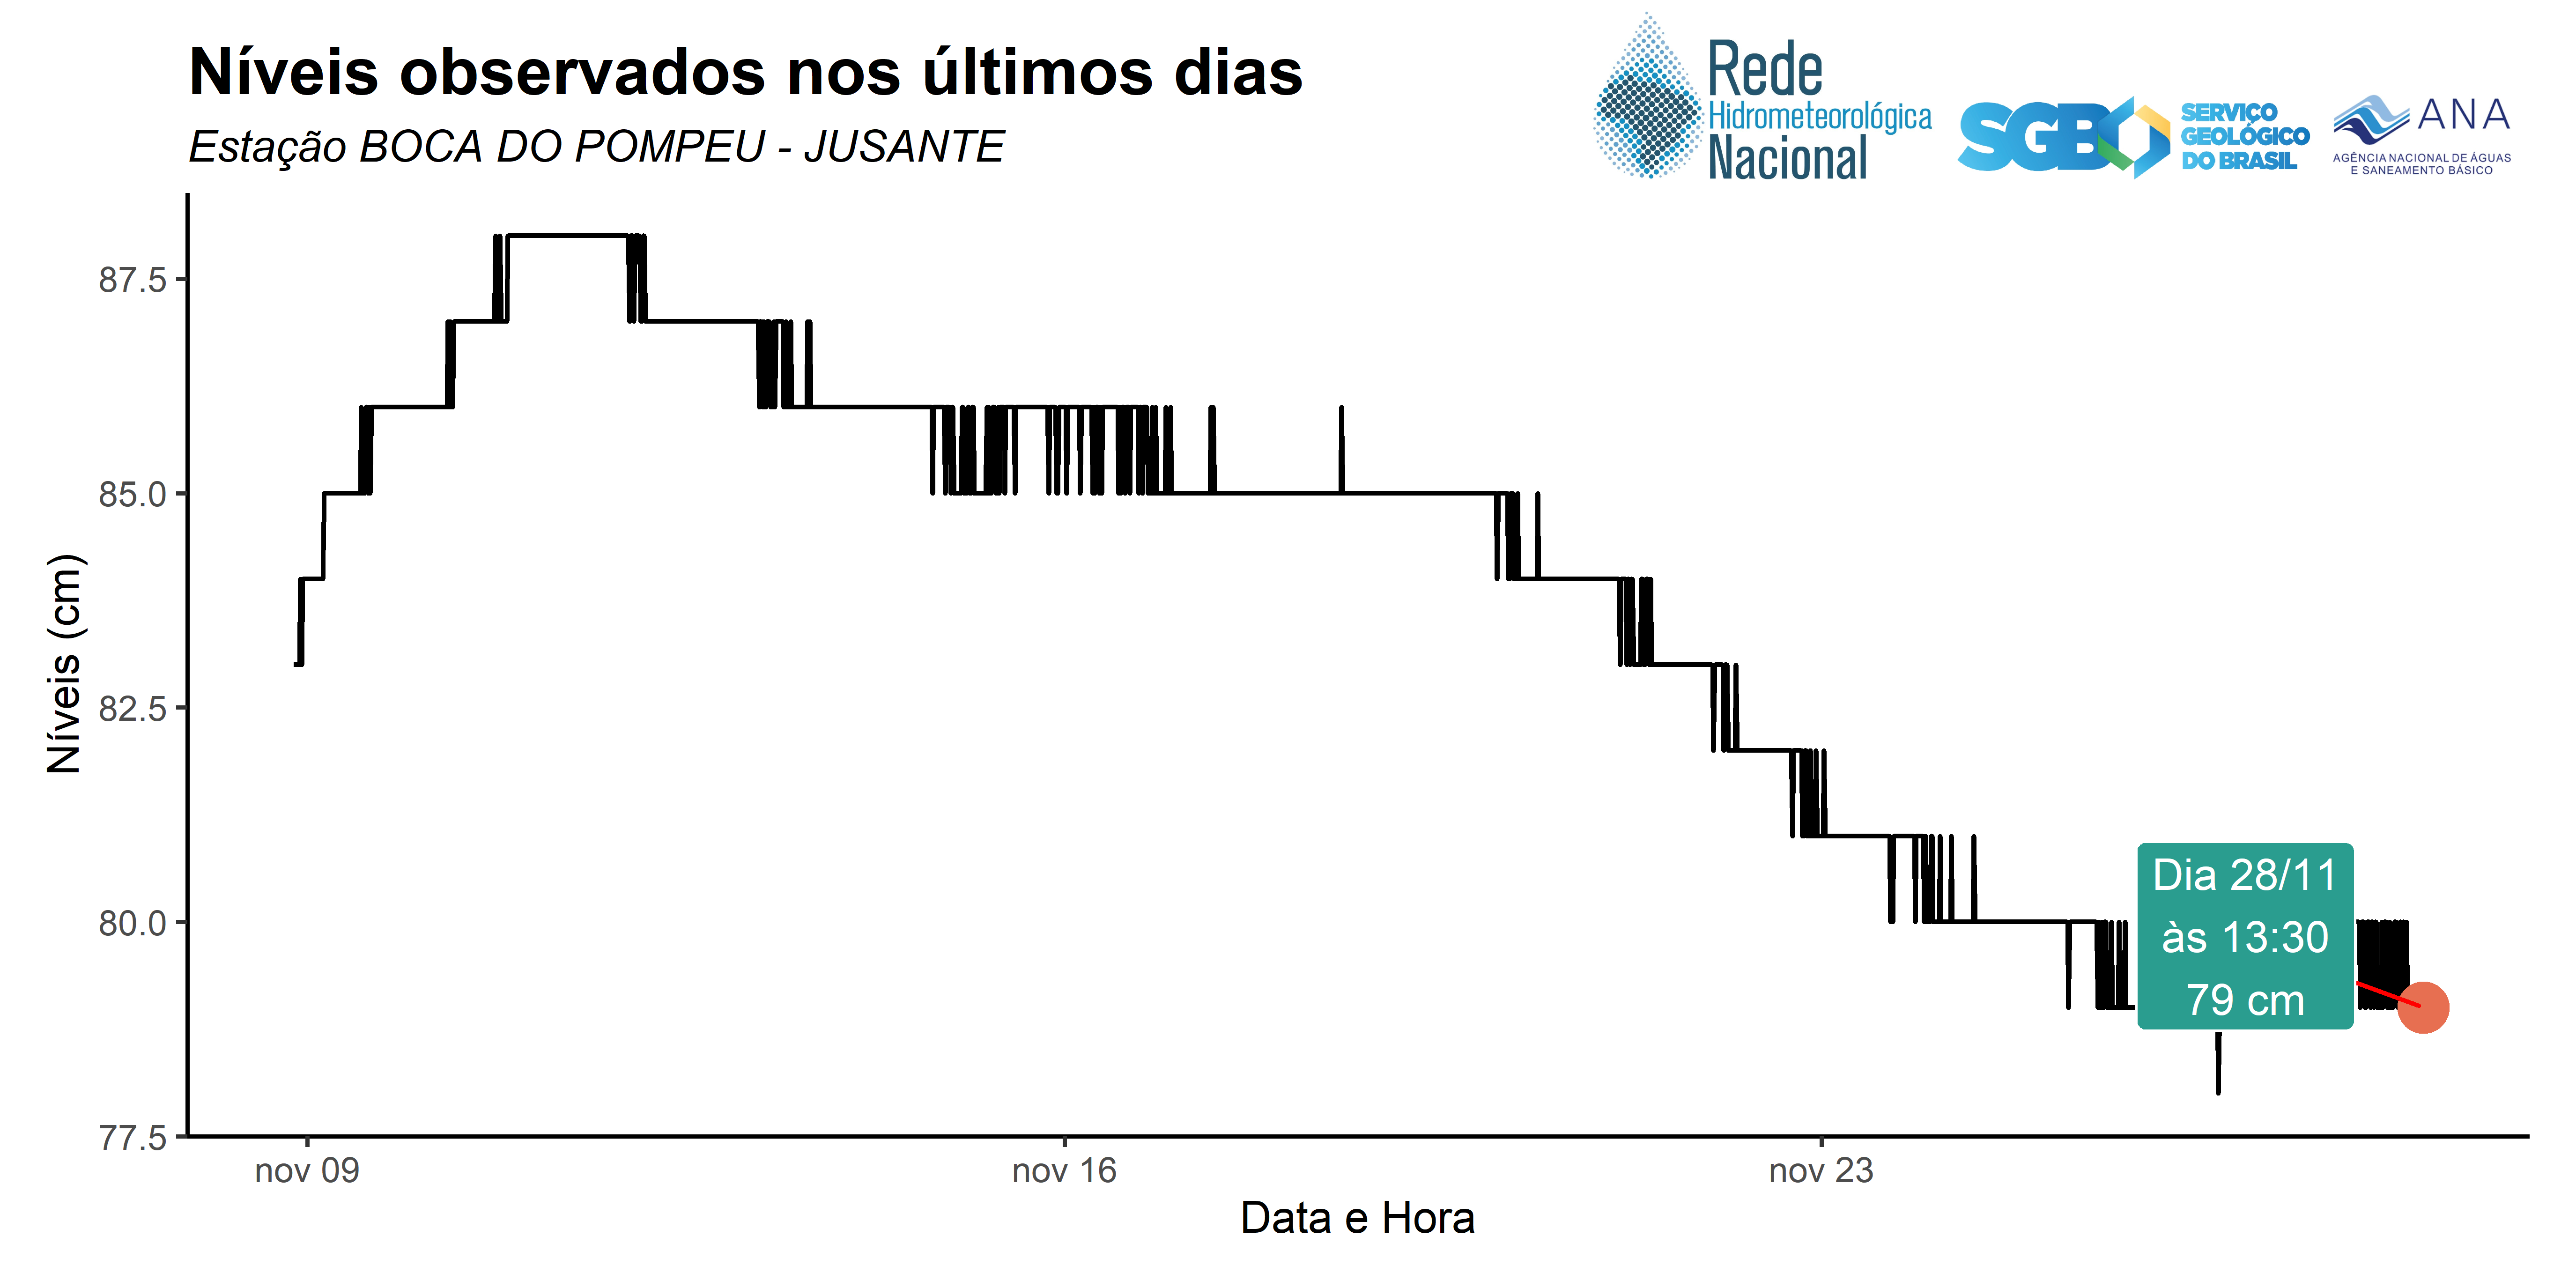 Níveis observados nos últimos dias
Estação BOCA DO POMPEU - JUSANTE
Rede
Hidrometeorológica
Nacional
SGB
SERVIÇO
GEOLÓGICO
DO BRASIL
ANA
AGÊNCIA NACIONAL DE ÁGUAS
E SANEAMENTO BÁSICO
Níveis (cm)
87.5
85.0
82.5
80.0
77.5
Dia 28/11
às 13:30
79 cm
nov 09
nov 16
nov 23
Data e Hora